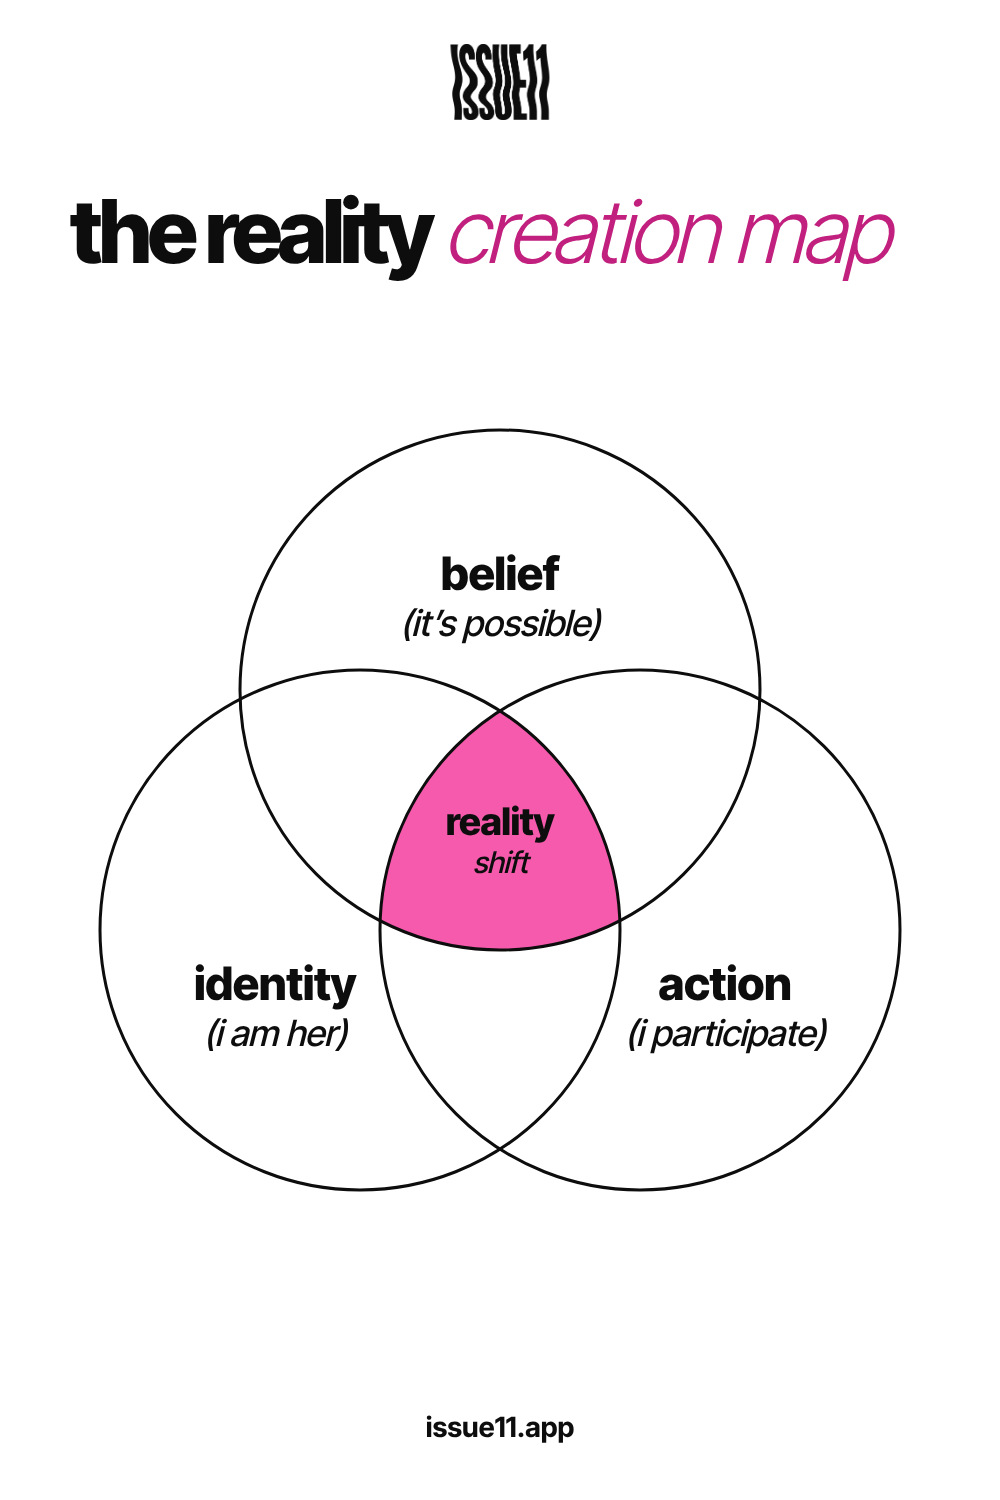 ISSUE11
the reality creation map
belief
(it’s possible)
reality
shift
identity
(i am her)
action
(i participate)
issue11.app